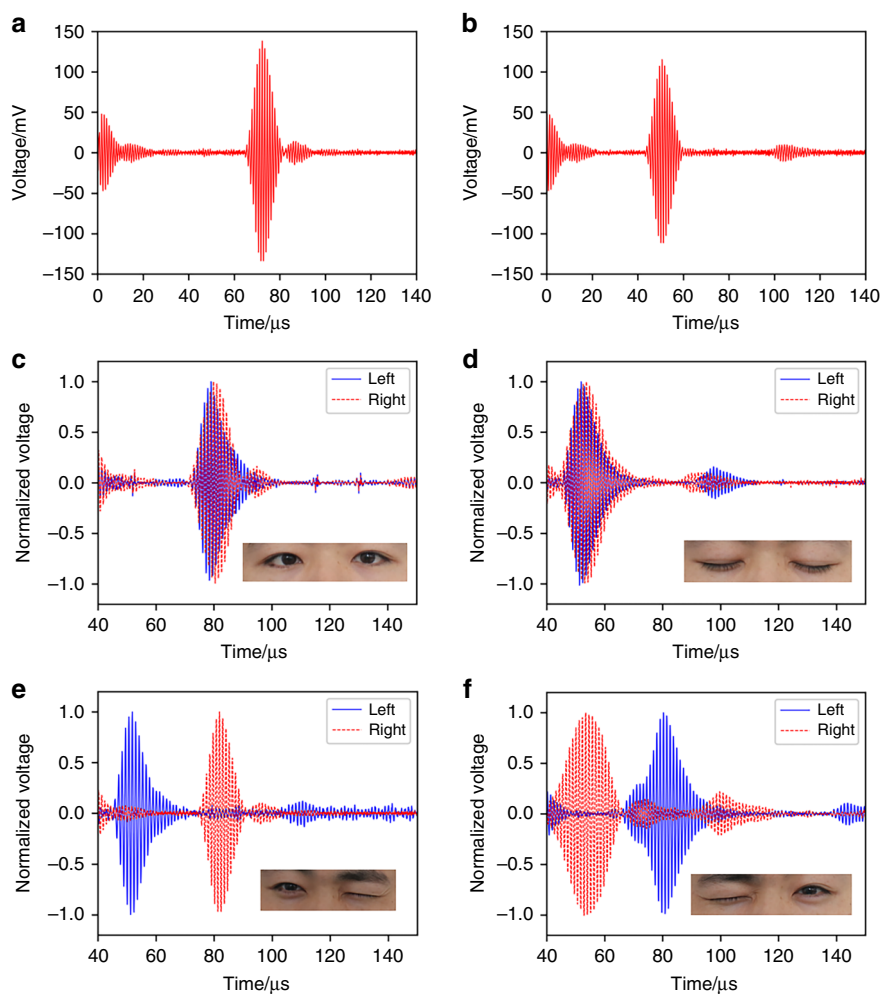 a
150
100
50
0
−50
−100
−150
Voltage/mV
0 20 40 60 80 100 120 140
Time/μs
b
150
100
50
0
−50
−100
−150
Voltage/mV
0 20 40 60 80 100 120 140
Time/μs
c
1.0
0.5
0.0
−0.5
−1.0
Normalized voltage
Left
Right
40 60 80 100 120 140
Time/μs
d
1.0
0.5
0.0
−0.5
−1.0
Normalized voltage
Left
Right
40 60 80 100 120 140
Time/μs
e
1.0
0.5
0.0
−0.5
−1.0
Normalized voltage
Left
Right
40 60 80 100 120 140
Time/μs
f
1.0
0.5
0.0
−0.5
−1.0
Normalized voltage
Left
Right
40 60 80 100 120 140
Time/μs